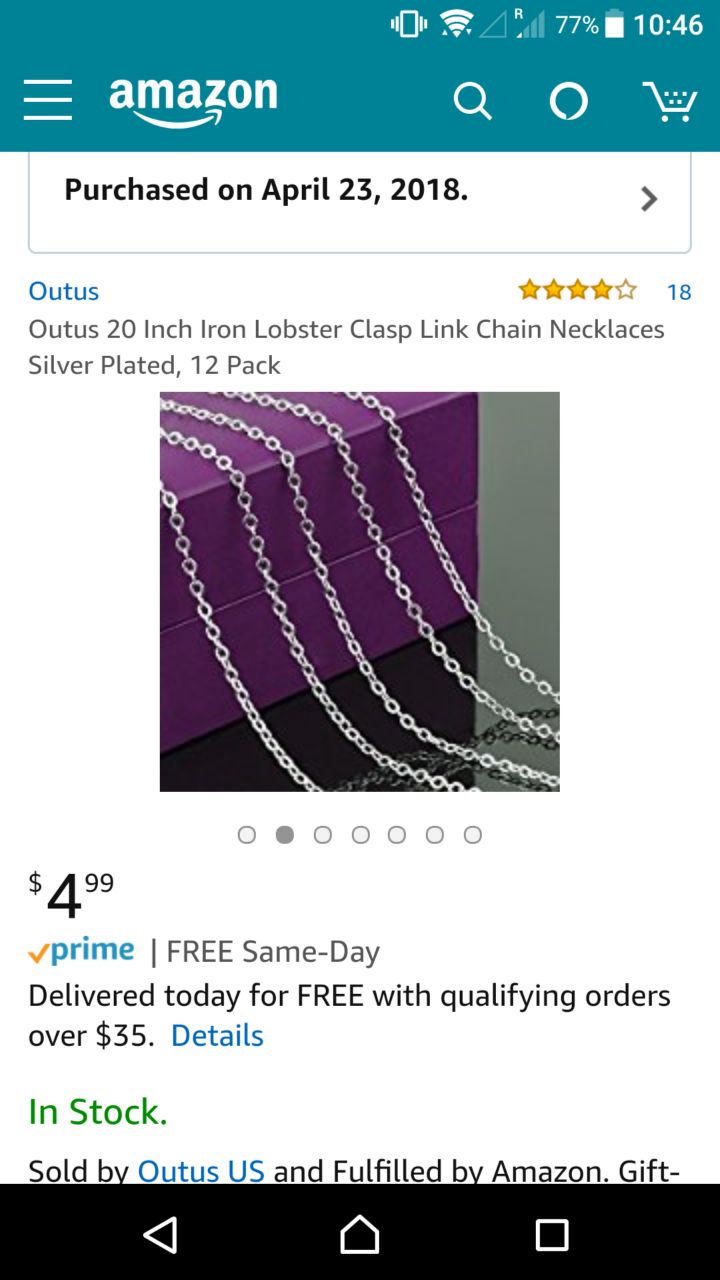 R 77% 10:46
amazon
Purchased on April 23, 2018.
Outus 18
Outus 20 Inch Iron Lobster Clasp Link Chain Necklaces
Silver Plated, 12 Pack
$4 99
prime | FREE Same-Day
Delivered today for FREE with qualifying orders
over $35. Details
In Stock.
Sold by Outus US and Fulfilled by Amazon. Gift-